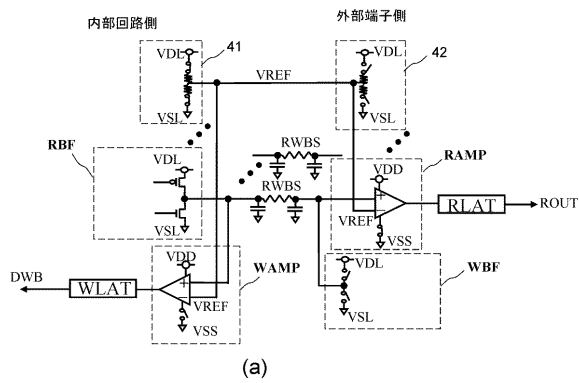 内部回路側
外部端子側
VDL
41
VDL
42
VREF
VSL
VSL
RBF
RWBS
RAMP
VDL
VDD
RWBS
RLAT
ROUT
VREF
VSL
VSS
WAMP
VDD
WBF
DWB
WLAT
VDL
VREF
VSL
VSS
(a)